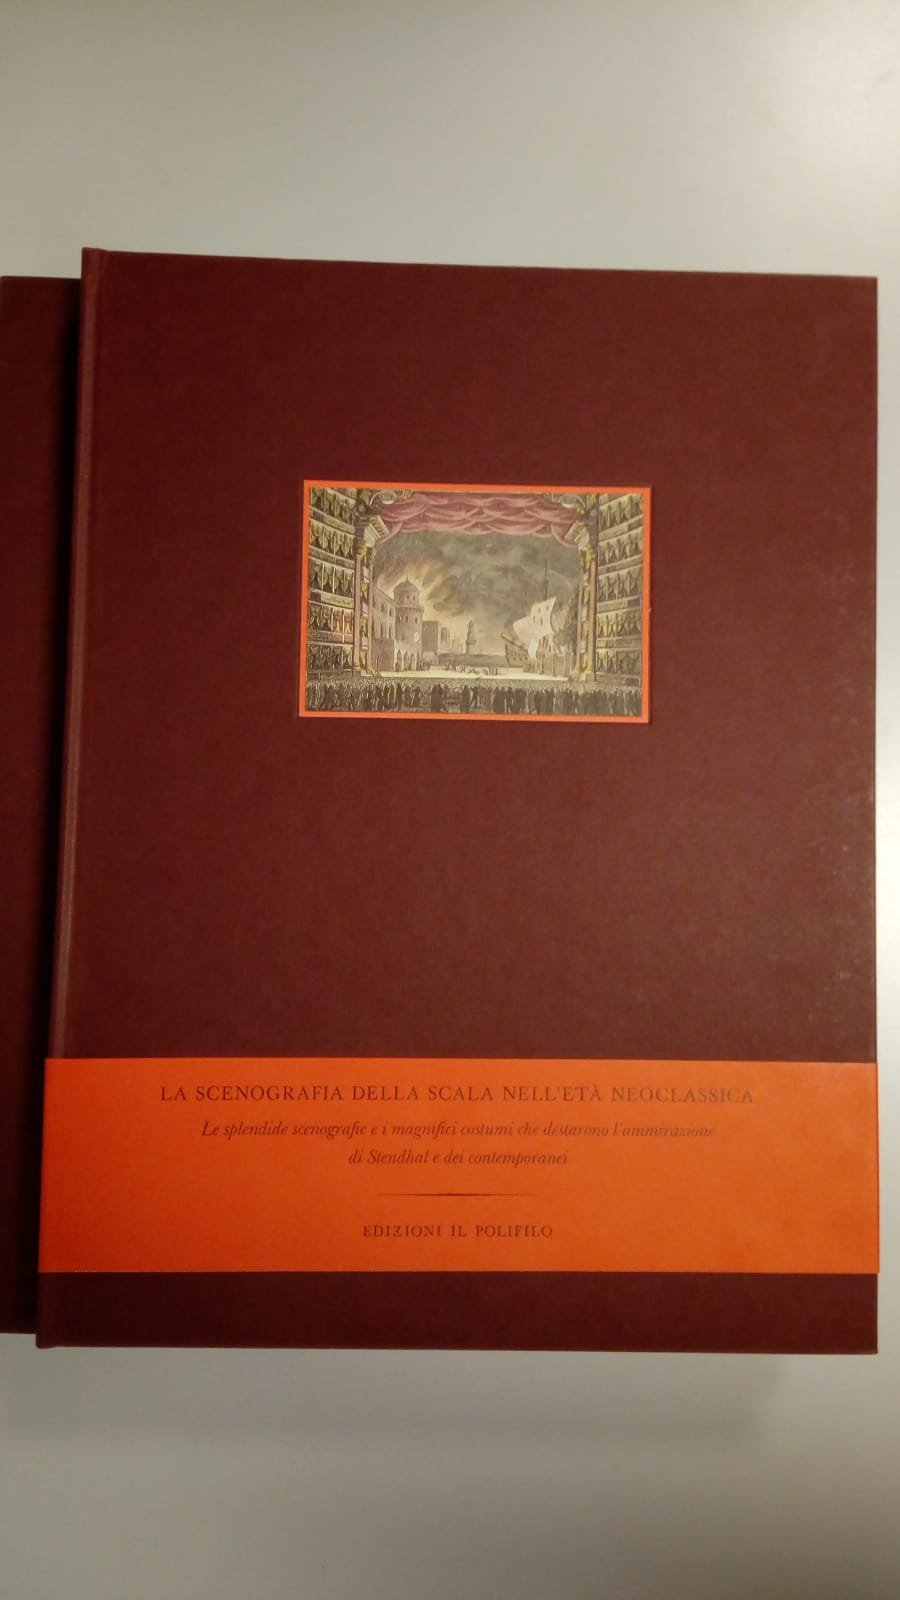 LA SCENOGRAFIA DELLA SCALA NELL'ETÀ NEOCLASSICA
Le splendide scenografie e i magnifici costumi che destarono l'ammirazione
di Stendhal e dei contemporanei
EDIZIONI IL POLIFILO